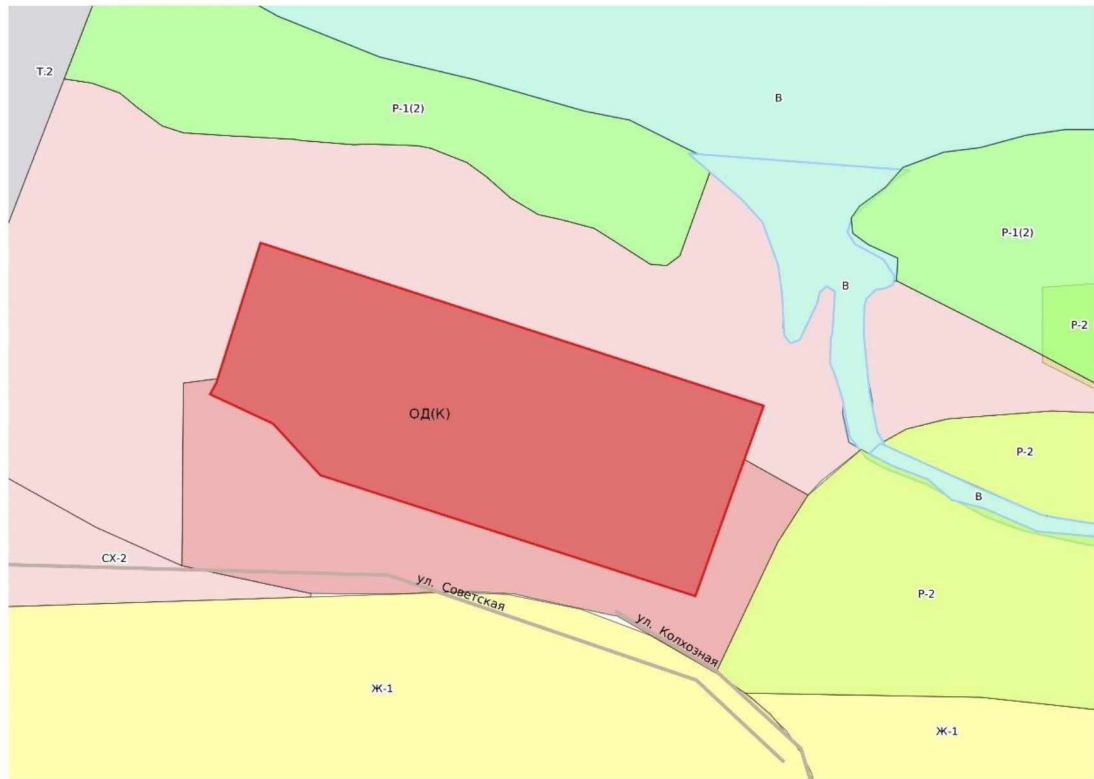 Т.2
В
Р-1(2)
Р-1(2)
В
Р-2
ОД(К)
Р-2
В
СХ-2
ул. Советская
Р-2
ул. Колхозная
Ж-1
Ж-1